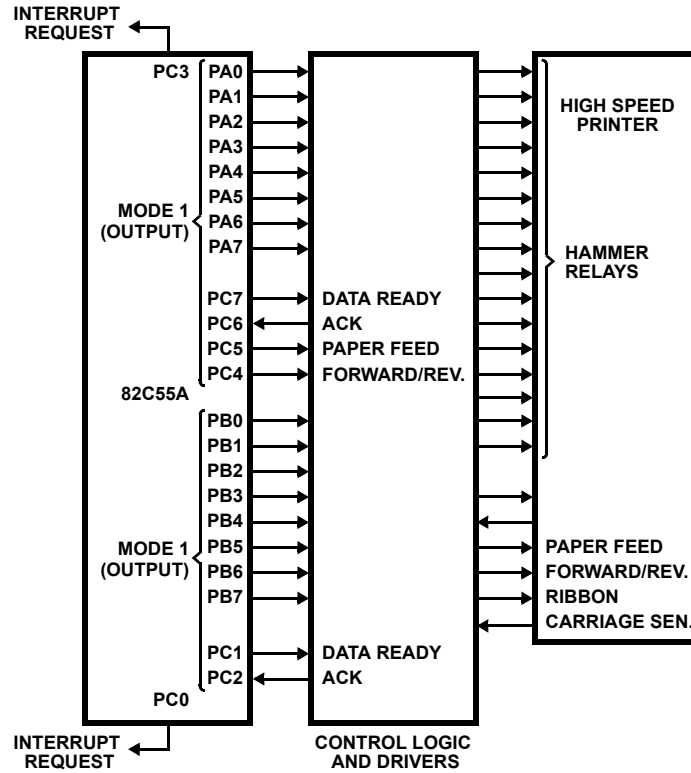 INTERRUPT
REQUEST
PC3
PA0
PA1
PA2
PA3
PA4
PA5
PA6
PA7
MODE 1
(OUTPUT)
PC7
PC6
PC5
PC4
82C55A
PB0
PB1
PB2
PB3
PB4
PB5
PB6
PB7
MODE 1
(OUTPUT)
PC1
PC2
PC0
INTERRUPT
REQUEST
DATA READY
ACK
PAPER FEED
FORWARD/REV.
DATA READY
ACK
CONTROL LOGIC
AND DRIVERS
HIGH SPEED
PRINTER
HAMMER
RELAYS
PAPER FEED
FORWARD/REV.
RIBBON
CARRIAGE SEN.